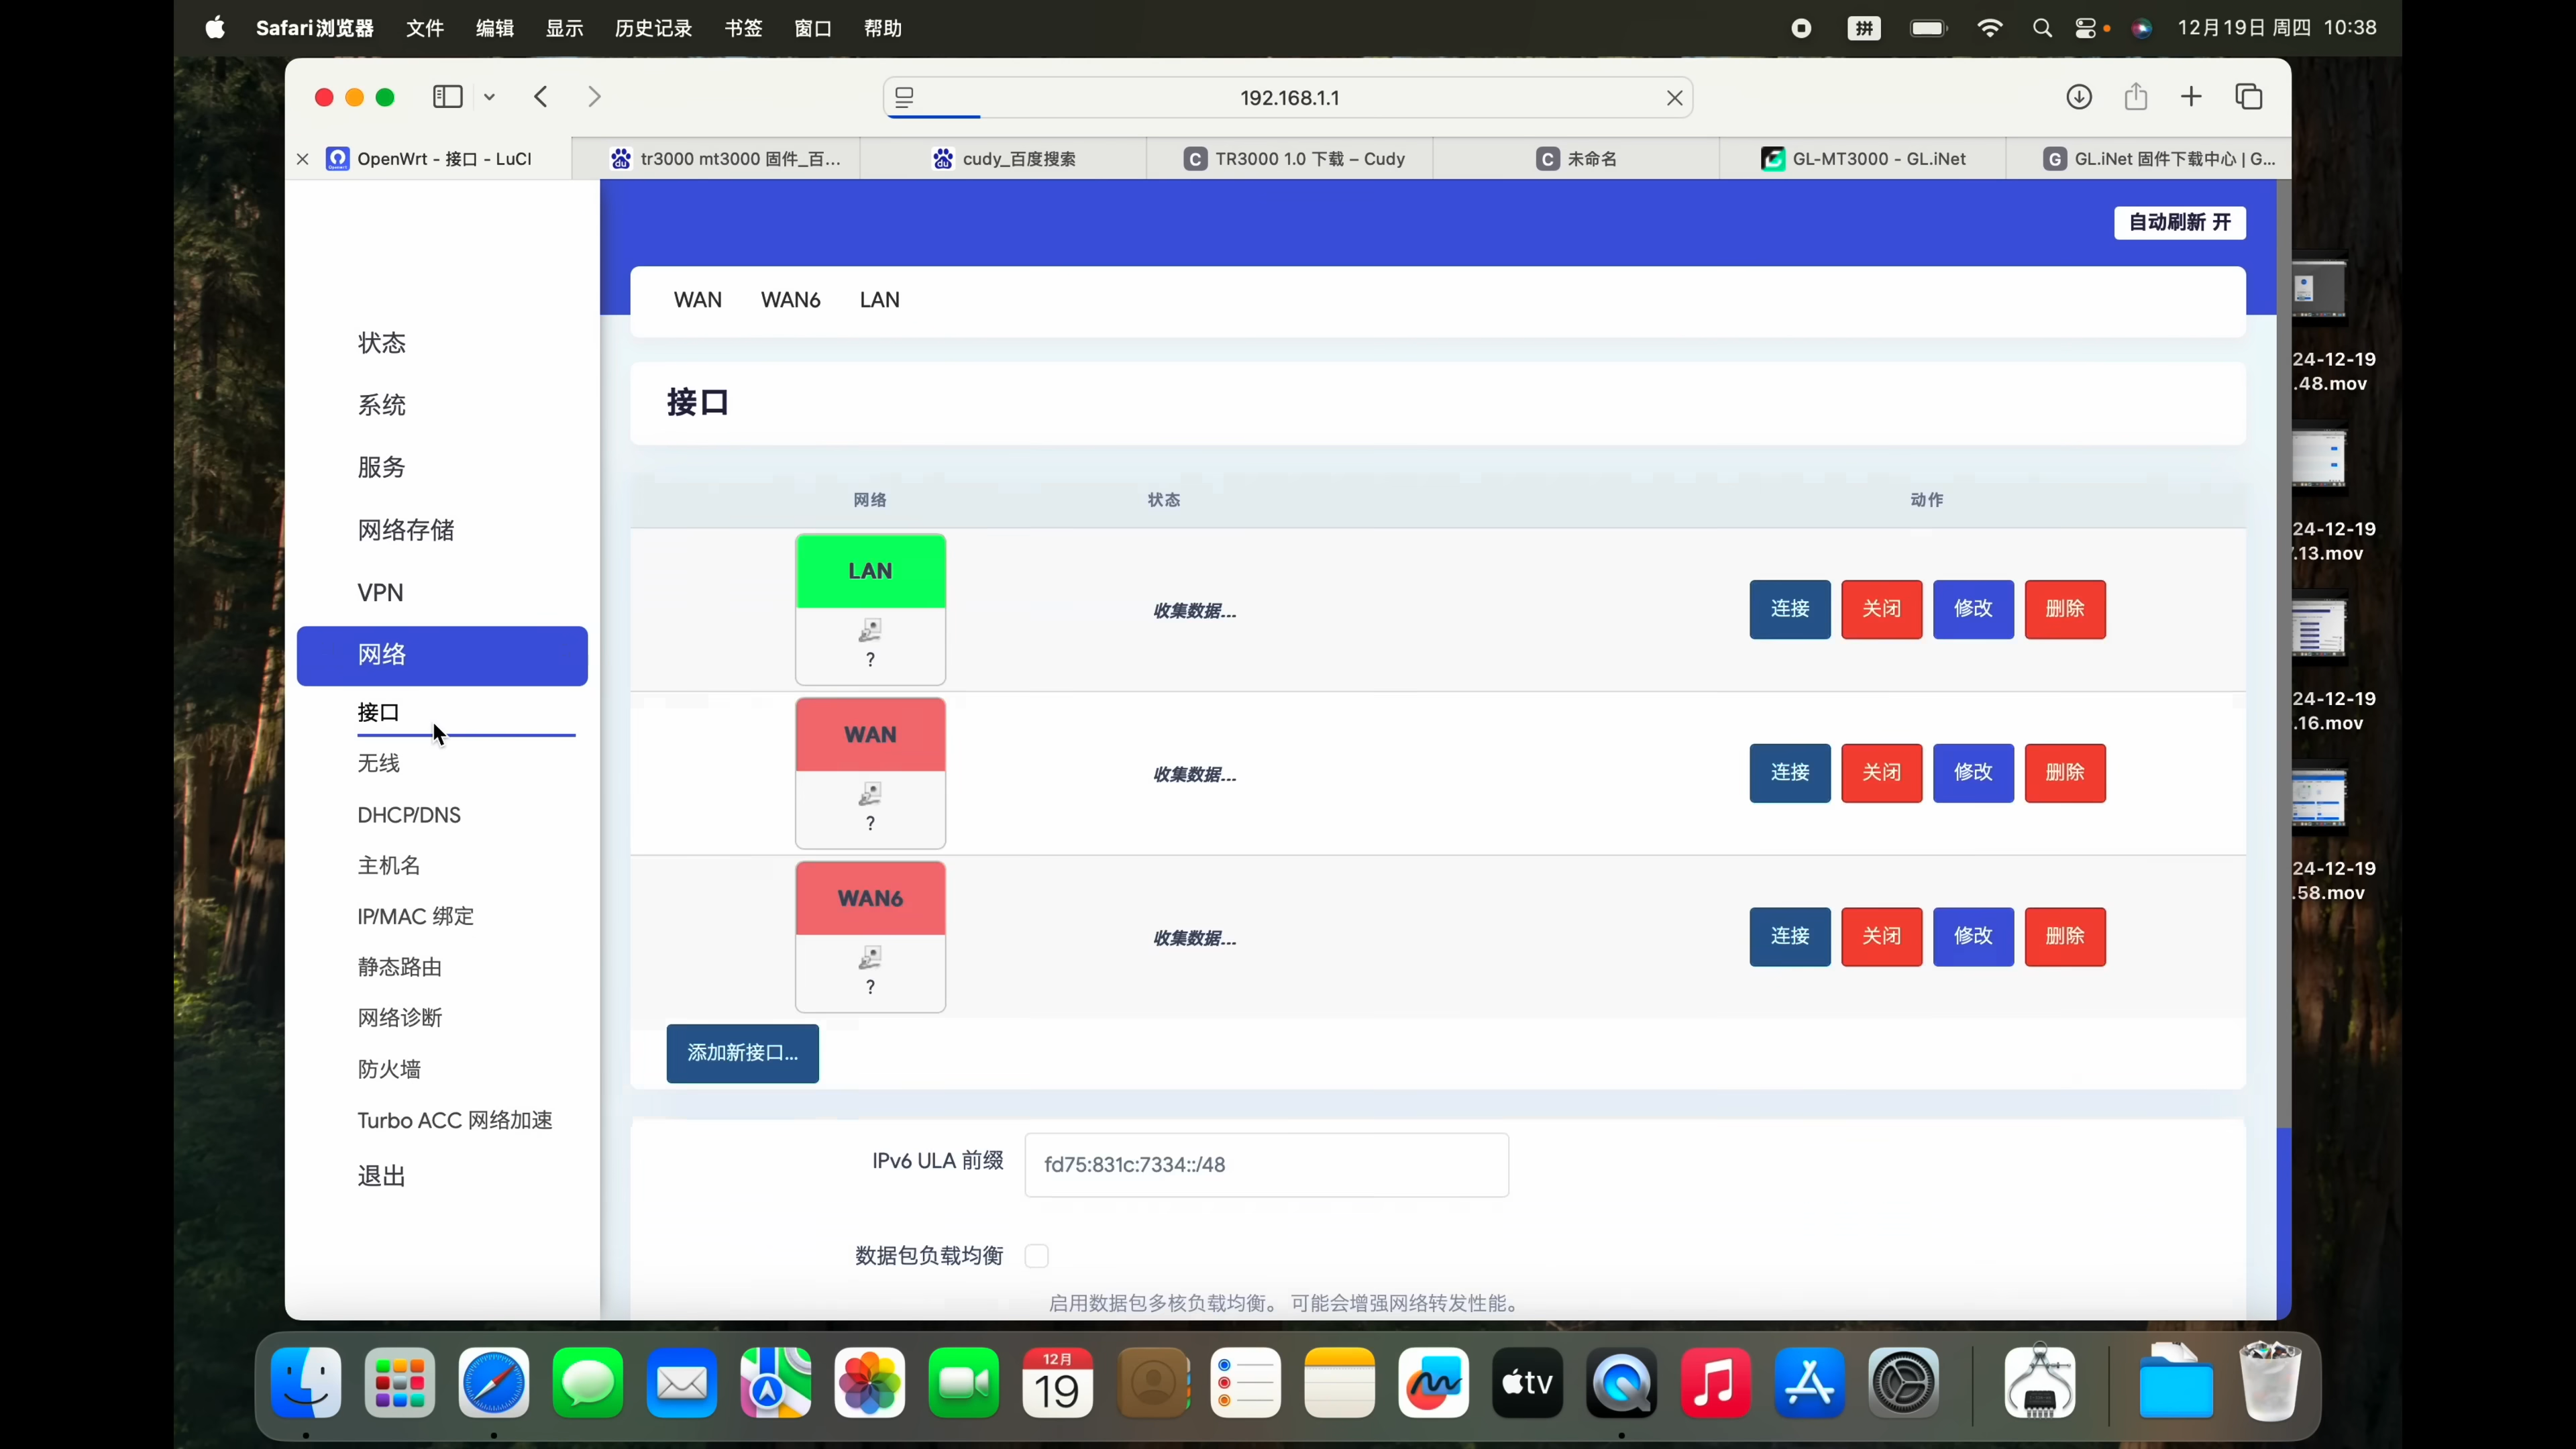 Safari浏览器 文件 编辑 显示 历史记录 书签 窗口 帮助 拼 12月19日 周四 10:38
192.168.1.1
OpenWrt - 接口 - LuCI
tr3000 mt3000 固件_百...
cudy_百度搜索
C TR3000 1.0 下载 – Cudy
C 未命名
GL-MT3000 - GL.iNet
G GL.iNet 固件下载中心 | G...
自动刷新 开
WAN WAN6 LAN
状态
系统
服务
网络存储
VPN
网络
接口
无线
DHCP/DNS
主机名
IP/MAC 绑定
静态路由
网络诊断
防火墙
Turbo ACC 网络加速
退出
接口
网络 状态 动作
LAN
?
收集数据...
连接 关闭 修改 删除
WAN
?
收集数据...
连接 关闭 修改 删除
WAN6
?
收集数据...
连接 关闭 修改 删除
添加新接口...
IPv6 ULA 前缀 fd75:831c:7334::/48
数据包负载均衡
启用数据包多核负载均衡。 可能会增强网络转发性能。
24-12-19
.48.mov
24-12-19
.13.mov
24-12-19
.16.mov
24-12-19
.58.mov
12月
19
tv